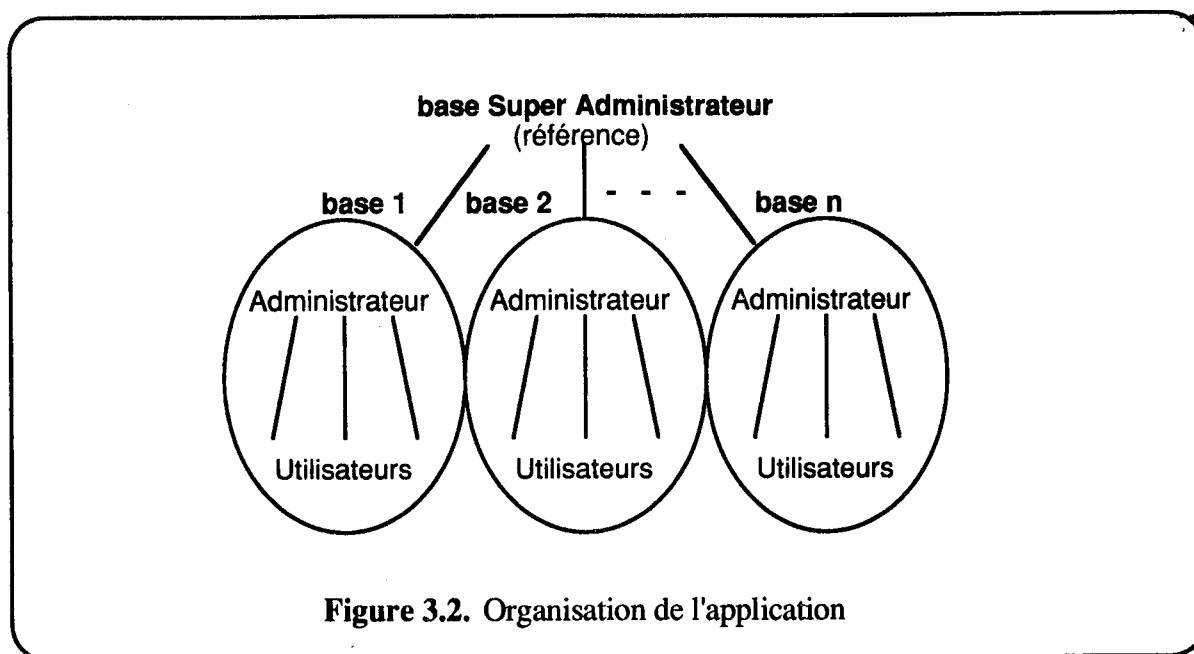 base Super Administrateur
(référence)
base 1 base 2 - - - base n
Administrateur Administrateur Administrateur
Utilisateurs Utilisateurs Utilisateurs
Figure 3.2. Organisation de l'application